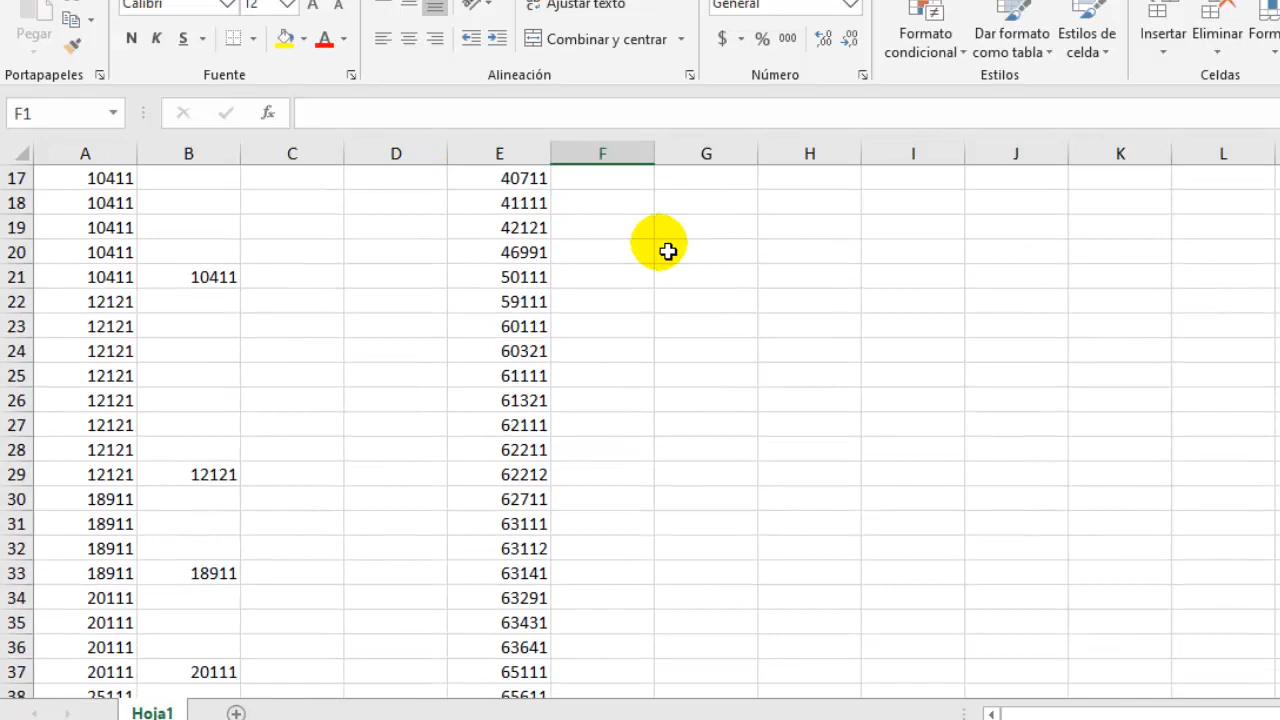 Calibri 12 A A Ajustar texto General
Pegar
N K S A Combinar y centrar $ % 000 Formato condicional Dar formato como tabla Estilos de celda Insertar Eliminar
Portapapeles Fuente Alineación Número Estilos Celdas
F1 fx
A B C D E F G H I J K L
17 10411 40711
18 10411 41111
19 10411 42121
20 10411 46991
21 10411 10411 50111
22 12121 59111
23 12121 60111
24 12121 60321
25 12121 61111
26 12121 61321
27 12121 62111
28 12121 62211
29 12121 12121 62212
30 18911 62711
31 18911 63111
32 18911 63112
33 18911 18911 63141
34 20111 63291
35 20111 63431
36 20111 63641
37 20111 20111 65111
38 25111 65611
Hoja1